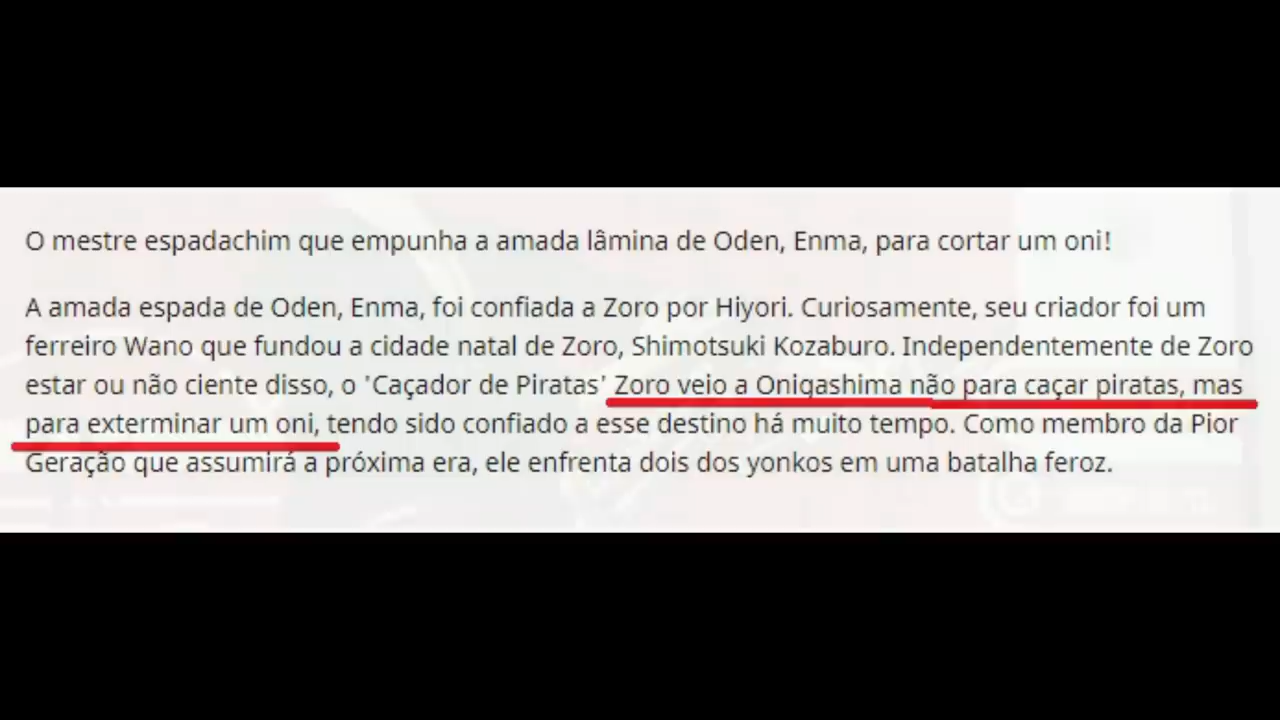 O mestre espadachim que empunha a amada lâmina de Oden, Enma, para cortar um oni!
A amada espada de Oden, Enma, foi confiada a Zoro por Hiyori. Curiosamente, seu criador foi um
ferreiro Wano que fundou a cidade natal de Zoro, Shimotsuki Kozaburo. Independentemente de Zoro
estar ou não ciente disso, o 'Caçador de Piratas' Zoro veio a Onigashima não para caçar piratas, mas
para exterminar um oni, tendo sido confiado a esse destino há muito tempo. Como membro da Pior
Geração que assumirá a próxima era, ele enfrenta dois dos yonkos em uma batalha feroz.